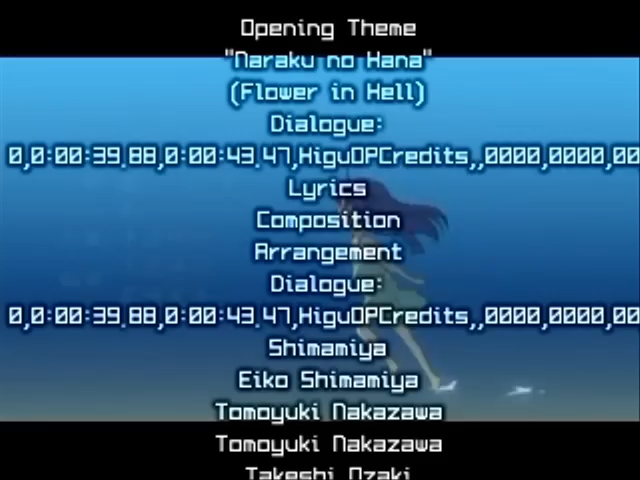 Opening Theme
"Naraku no Hana"
(Flower in Hell)
Dialogue:
0,0:00:39.88,0:00:43.47,HiguOPCredits,,0000,0000,00
Lyrics
Composition
Arrangement
Dialogue:
0,0:00:39.88,0:00:43.47,HiguOPCredits,,0000,0000,00
Shimamiya
Eiko Shimamiya
Tomoyuki Nakazawa
Tomoyuki Nakazawa
Takeshi Ozaki